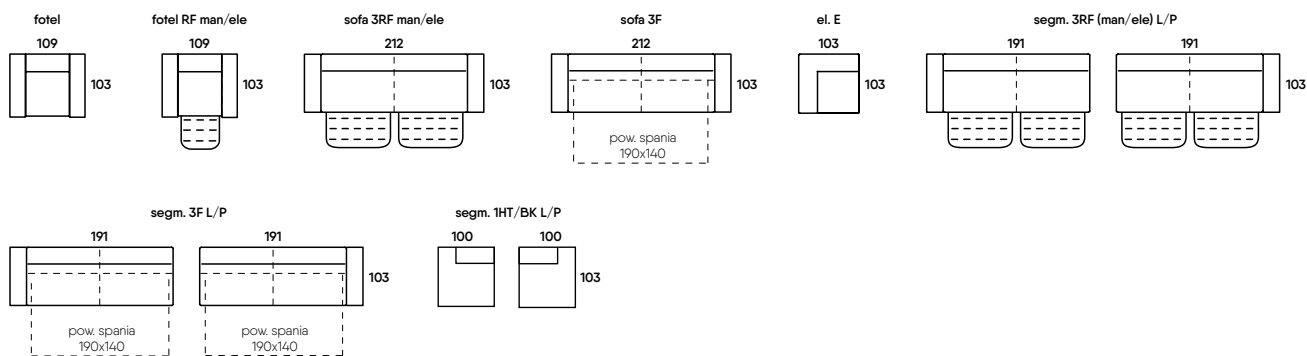 fotel
109
103
fotel RF man/ele
109
103
sofa 3RF man/ele
212
103
sofa 3F
212
103
pow. spania
190x140
el. E
103
103
segm. 3RF (man/ele) L/P
191
191
103
segm. 3F L/P
191
191
103
pow. spania
190x140
pow. spania
190x140
segm. 1HT/BK L/P
100
100
103